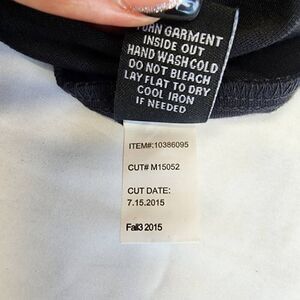 TURN GARMENT
INSIDE OUT
HAND WASH COLD
DO NOT BLEACH
LAY FLAT TO DRY
COOL IRON
IF NEEDED
ITEM#:10386095
CUT# M15052
CUT DATE:
7.15.2015
Fall3 2015